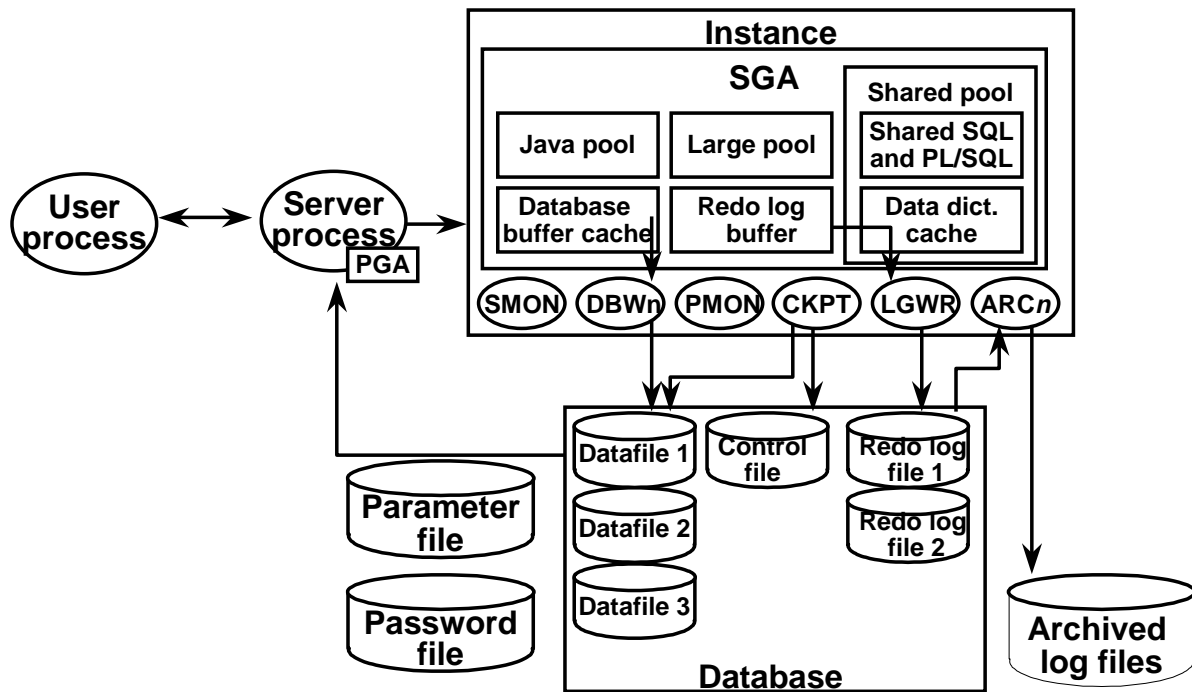 Instance
SGA
Shared pool
Java pool
Large pool
Shared SQL
and PL/SQL
User
process
Server
process
PGA
Database
buffer cache
Redo log
buffer
Data dict.
cache
SMON
DBWn
PMON
CKPT
LGWR
ARCn
Datafile 1
Control
file
Redo log
file 1
Parameter
file
Datafile 2
Redo log
file 2
Password
file
Datafile 3
Archived
log files
Database